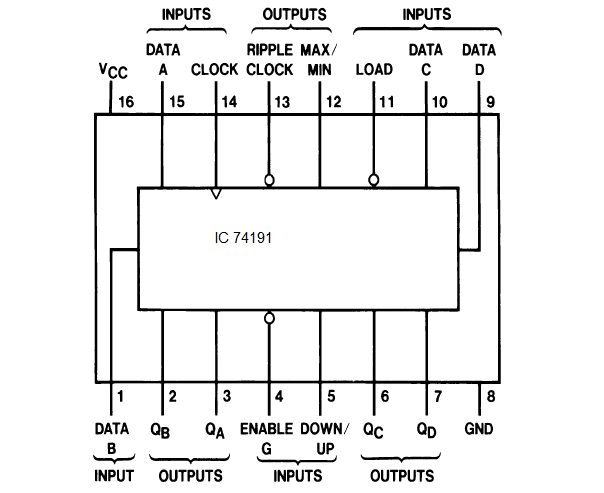 INPUTS OUTPUTS INPUTS
DATA RIPPLE MAX/ DATA DATA
VCC A CLOCK CLOCK MIN LOAD C D
16 15 14 13 12 11 10 9
IC 74191
1 2 3 4 5 6 7 8
DATA QB QA ENABLE DOWN/ QC QD GND
B G UP
INPUT OUTPUTS INPUTS OUTPUTS